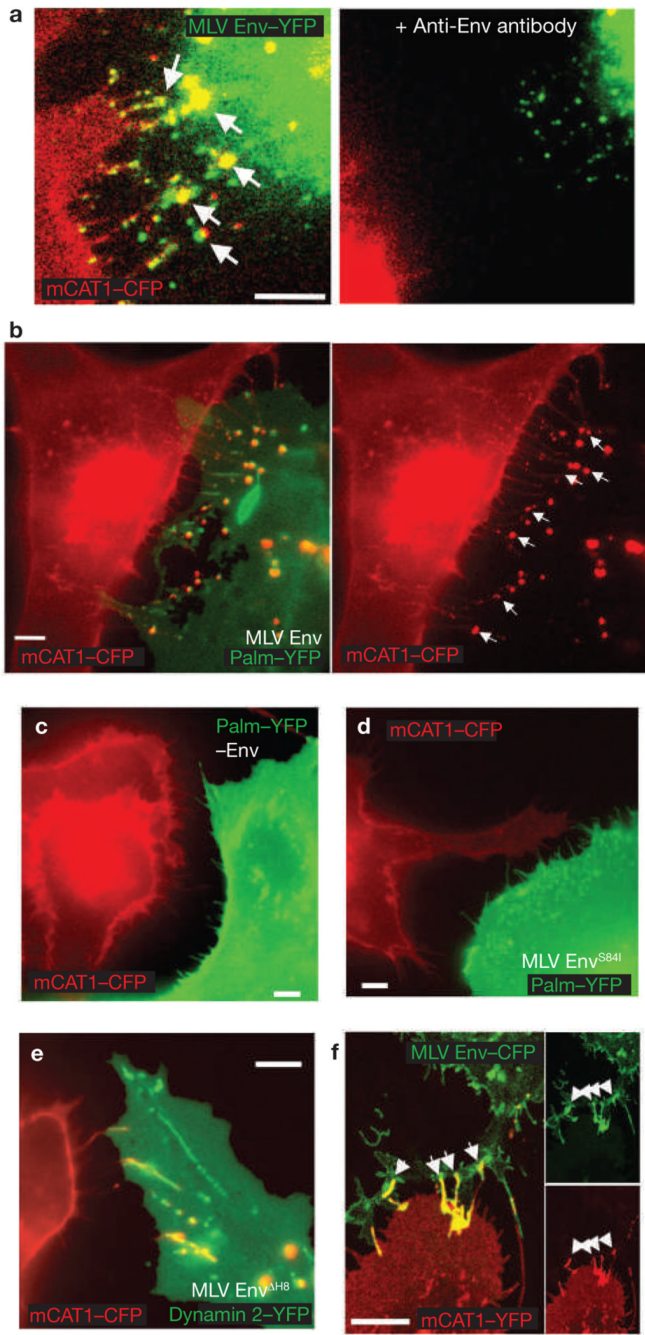 a
MLV Env–YFP
+ Anti-Env antibody
mCAT1–CFP
b
MLV Env
mCAT1–CFP
Palm–YFP
mCAT1–CFP
c
Palm–YFP
–Env
mCAT1–CFP
d
mCAT1–CFP
MLV Env^S84I
Palm–YFP
e
MLV Env^ΔH8
mCAT1–CFP
Dynamin 2–YFP
f
MLV Env–CFP
mCAT1–YFP